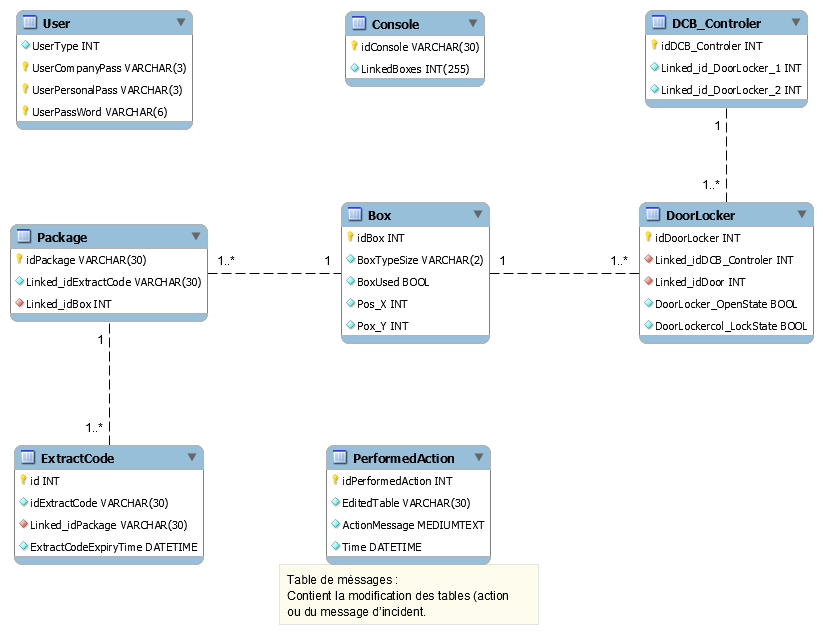 User
UserType INT
UserCompanyPass VARCHAR(3)
UserPersonalPass VARCHAR(3)
UserPassWord VARCHAR(6)
Console
idConsole VARCHAR(30)
LinkedBoxes INT(255)
DCB_Controler
idDCB_Controler INT
Linked_id_DoorLocker_1 INT
Linked_id_DoorLocker_2 INT
1
1..*
Package
idPackage VARCHAR(30)
Linked_idExtractCode VARCHAR(30)
Linked_idBox INT
1..*
1
Box
idBox INT
BoxTypeSize VARCHAR(2)
BoxUsed BOOL
Pos_X INT
Pox_Y INT
1
1..*
DoorLocker
idDoorLocker INT
Linked_idDCB_Controler INT
Linked_idDoor INT
DoorLocker_OpenState BOOL
DoorLockercol_LockState BOOL
1
1..*
ExtractCode
id INT
idExtractCode VARCHAR(30)
Linked_idPackage VARCHAR(30)
ExtractCodeExpiryTime DATETIME
PerformedAction
idPerformedAction INT
EditedTable VARCHAR(30)
ActionMessage MEDIUMTEXT
Time DATETIME
Table de méssages :
Contient la modification des tables (action
ou du message d'incident.